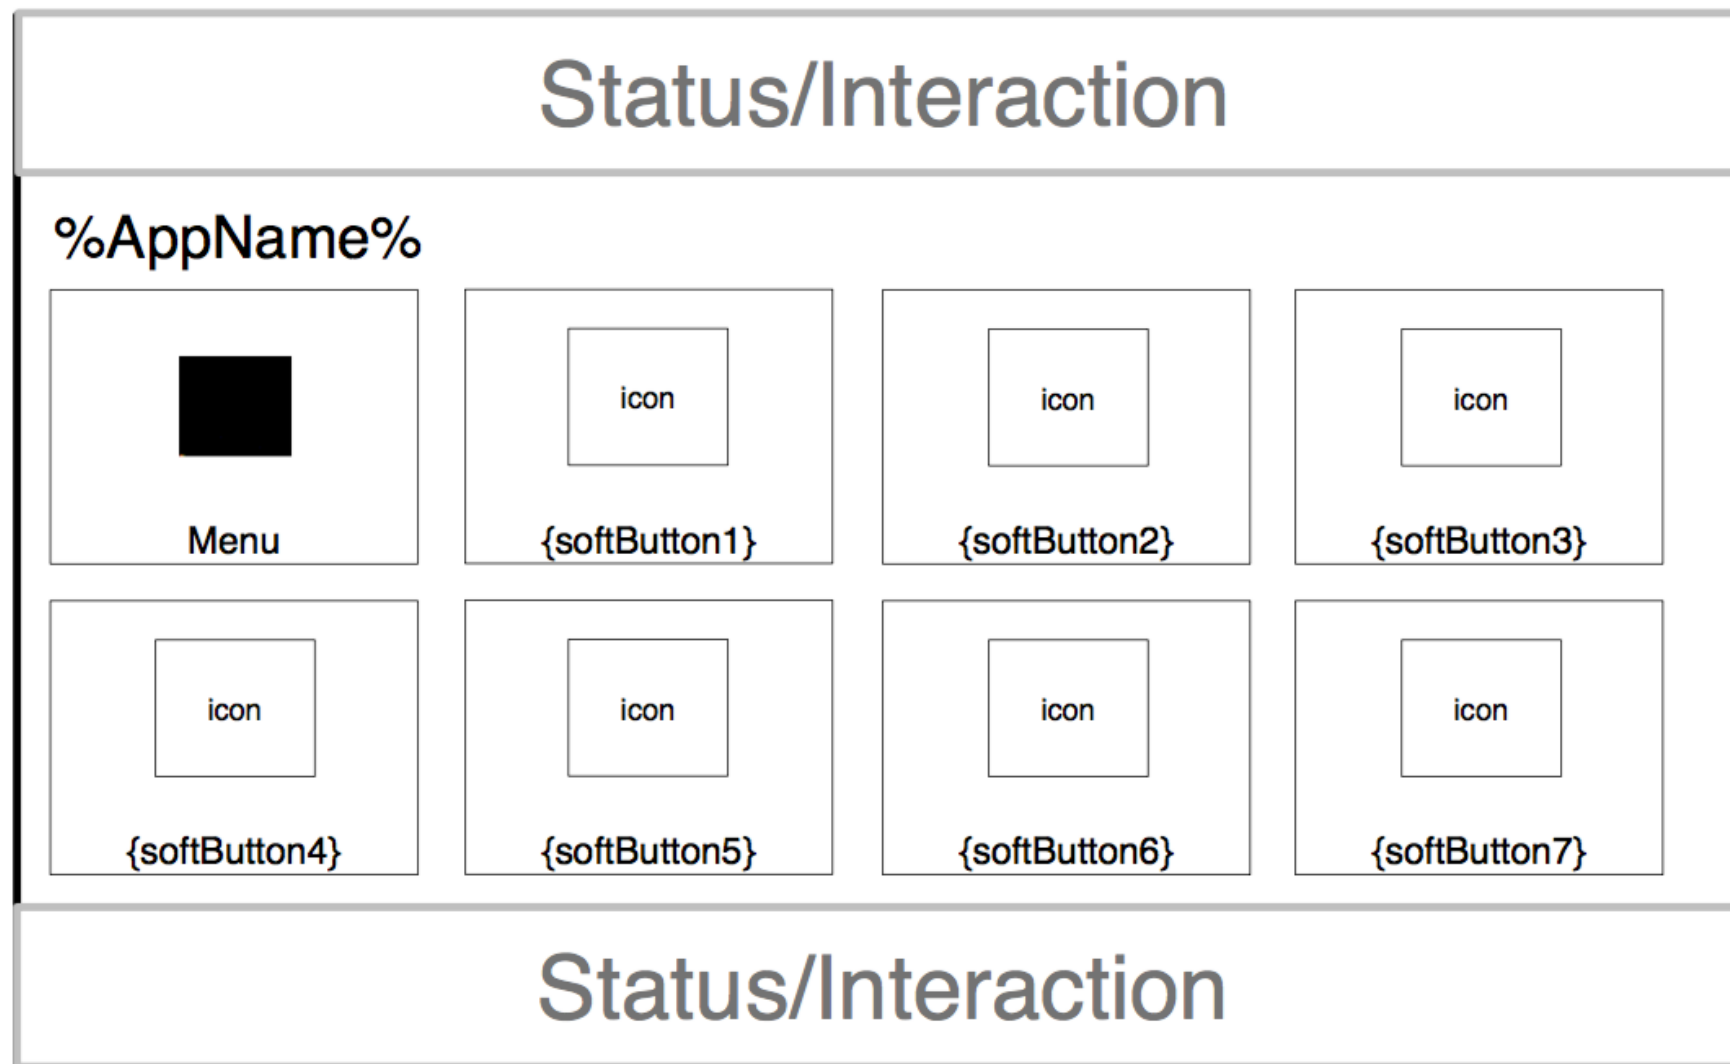 Status/Interaction
%AppName%
icon icon icon
Menu {softButton1} {softButton2} {softButton3}
icon icon icon icon
{softButton4} {softButton5} {softButton6} {softButton7}
Status/Interaction